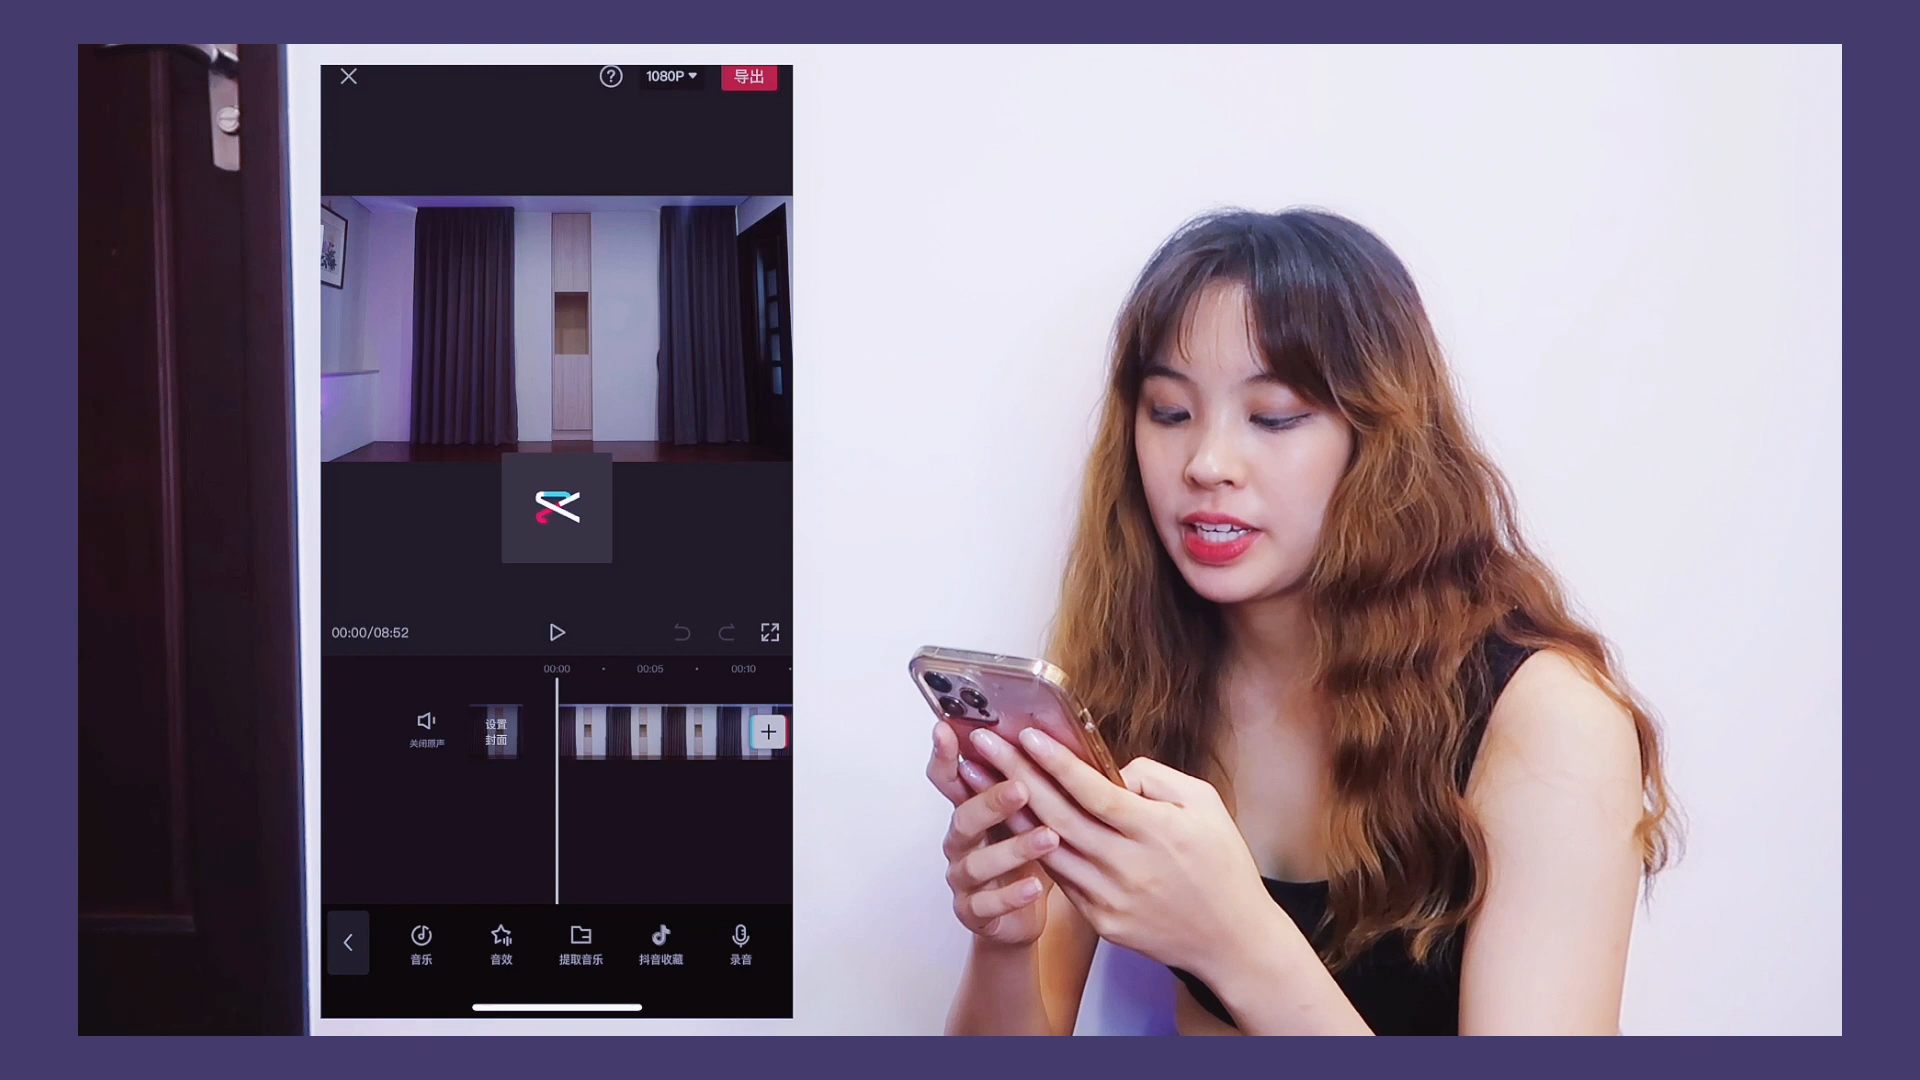 1080P
导出
00:00/08:52
00:00
00:05
00:10
关闭原声
设置
封面
音乐
音效
提取音乐
抖音收藏
录音